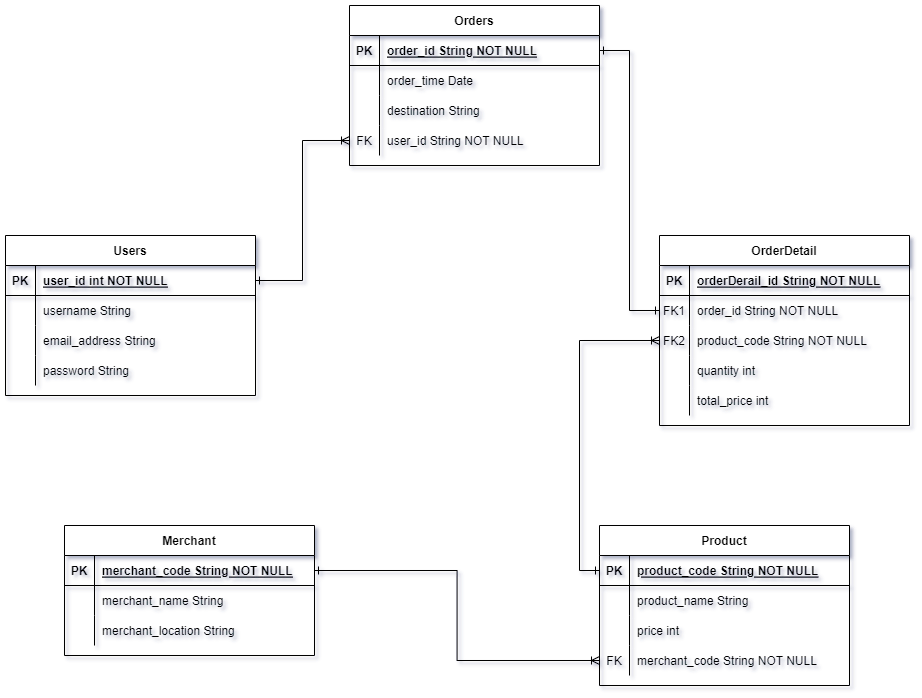 Orders
PK order_id String NOT NULL
order_time Date
destination String
FK user_id String NOT NULL
Users
PK user_id int NOT NULL
username String
email_address String
password String
OrderDetail
PK orderDerail_id String NOT NULL
FK1 order_id String NOT NULL
FK2 product_code String NOT NULL
quantity int
total_price int
Merchant
PK merchant_code String NOT NULL
merchant_name String
merchant_location String
Product
PK product_code String NOT NULL
product_name String
price int
FK merchant_code String NOT NULL